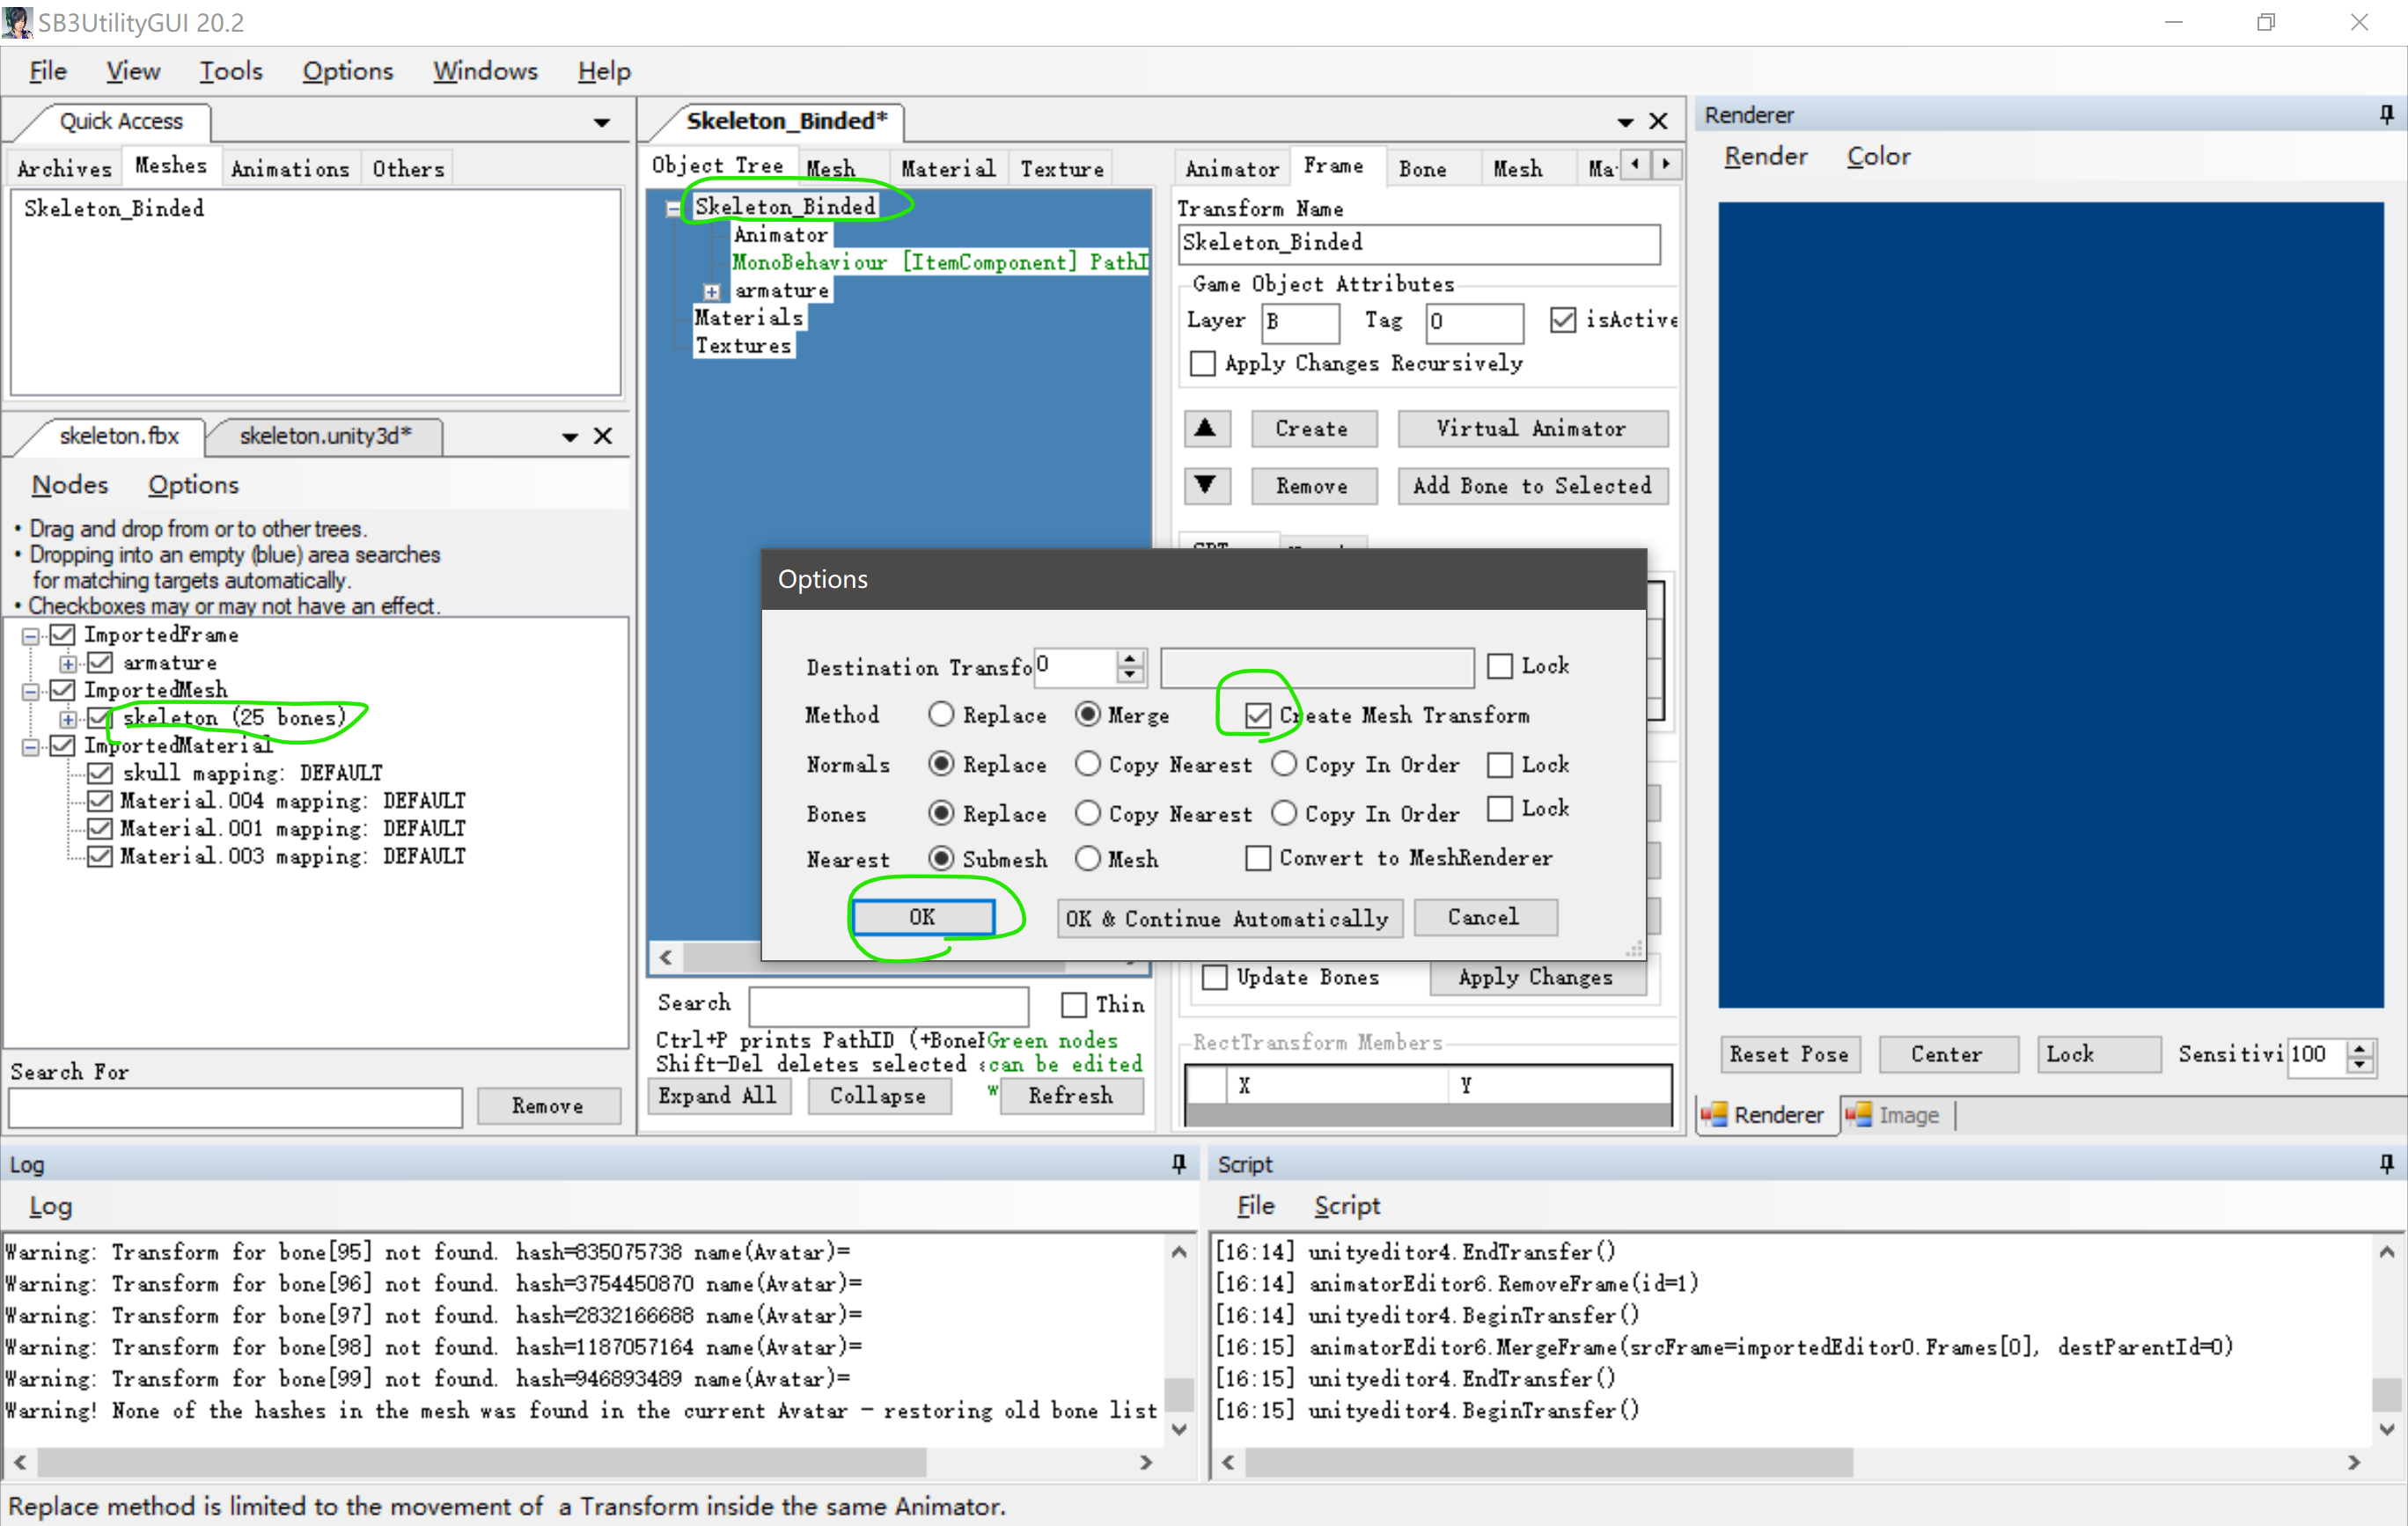 SB3UtilityGUI 20.2
File View Tools Options Windows Help
Quick Access
Archives Meshes Animations Others
Skeleton_Binded
skeleton.fbx skeleton.unity3d*
Nodes Options
• Drag and drop from or to other trees.
• Dropping into an empty (blue) area searches
for matching targets automatically.
• Checkboxes may or may not have an effect.
ImportedFrame
armature
ImportedMesh
skeleton (25 bones)
ImportedMaterial
skull mapping: DEFAULT
Material.004 mapping: DEFAULT
Material.001 mapping: DEFAULT
Material.003 mapping: DEFAULT
Search For
Remove
Skeleton_Binded*
Object Tree Mesh Material Texture
Skeleton_Binded
Animator
MonoBehaviour [ItemComponent] PathI
armature
Materials
Textures
Search
Thin
Ctrl+P prints PathID (+BoneH
Shift-Del deletes selected
Green nodes
can be edited
w
Expand All Collapse Refresh
Animator Frame Bone Mesh Ma
Transform Name
Skeleton_Binded
Game Object Attributes
Layer B Tag 0 isActive
Apply Changes Recursively
Create Virtual Animator
Remove Add Bone to Selected
Options
Destination Transfo 0 Lock
Method Replace Merge Create Mesh Transform
Normals Replace Copy Nearest Copy In Order Lock
Bones Replace Copy Nearest Copy In Order Lock
Nearest Submesh Mesh Convert to MeshRenderer
OK OK & Continue Automatically Cancel
Update Bones Apply Changes
RectTransform Members
X Y
Renderer
Render Color
Reset Pose Center Lock Sensitivi 100
Renderer Image
Log
Log
Warning: Transform for bone[95] not found. hash=835075738 name(Avatar)=
Warning: Transform for bone[96] not found. hash=3754450870 name(Avatar)=
Warning: Transform for bone[97] not found. hash=2832166688 name(Avatar)=
Warning: Transform for bone[98] not found. hash=1187057164 name(Avatar)=
Warning: Transform for bone[99] not found. hash=946893489 name(Avatar)=
Warning! None of the hashes in the mesh was found in the current Avatar - restoring old bone list
Script
File Script
[16:14] unityeditor4.EndTransfer()
[16:14] animatorEditor6.RemoveFrame(id=1)
[16:14] unityeditor4.BeginTransfer()
[16:15] animatorEditor6.MergeFrame(srcFrame=importedEditor0.Frames[0], destParentId=0)
[16:15] unityeditor4.EndTransfer()
[16:15] unityeditor4.BeginTransfer()
Replace method is limited to the movement of a Transform inside the same Animator.